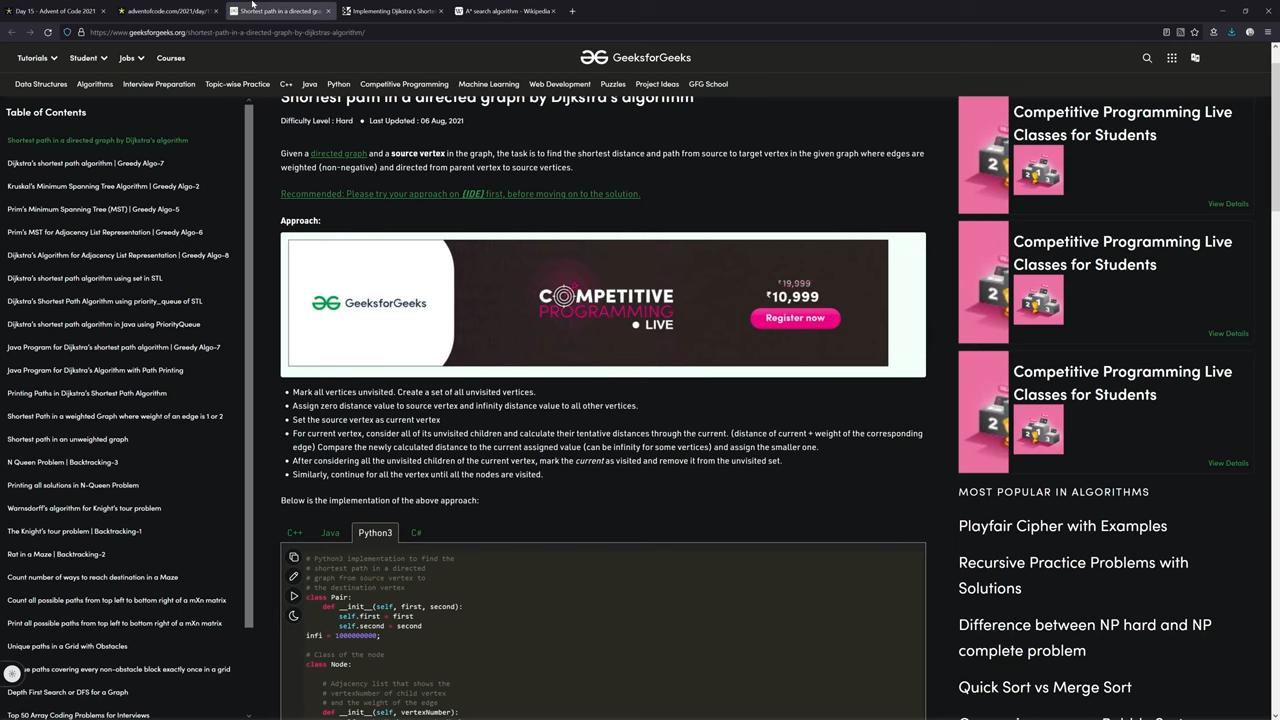 Day 15 - Advent of Code 2021
adventofcode.com/2021/day/
Shortest path in a directed gra
Implementing Djikstra's Shortes
A* search algorithm - Wikipedia
https://www.geeksforgeeks.org/shortest-path-in-a-directed-graph-by-dijkstras-algorithm/
Tutorials
Student
Jobs
Courses
GeeksforGeeks
Data Structures
Algorithms
Interview Preparation
Topic-wise Practice
C++
Java
Python
Competitive Programming
Machine Learning
Web Development
Puzzles
Project Ideas
GFG School
Table of Contents
Shortest path in a directed graph by Dijkstra's algorithm
Dijkstra's shortest path algorithm | Greedy Algo-7
Kruskal's Minimum Spanning Tree Algorithm | Greedy Algo-2
Prim's Minimum Spanning Tree (MST) | Greedy Algo-5
Prim's MST for Adjacency List Representation | Greedy Algo-6
Dijkstra's Algorithm for Adjacency List Representation | Greedy Algo-8
Dijkstra's shortest path algorithm using set in STL
Dijkstra's Shortest Path Algorithm using priority_queue of STL
Dijkstra's shortest path algorithm in Java using PriorityQueue
Java Program for Dijkstra's shortest path algorithm | Greedy Algo-7
Java Program for Dijkstra's Algorithm with Path Printing
Printing Paths in Dijkstra's Shortest Path Algorithm
Shortest Path in a weighted Graph where weight of an edge is 1 or 2
Shortest path in an unweighted graph
N Queen Problem | Backtracking-3
Printing all solutions in N-Queen Problem
Warnsdorff's algorithm for Knight's tour problem
The Knight's tour problem | Backtracking-1
Rat in a Maze | Backtracking-2
Count number of ways to reach destination in a Maze
Count all possible paths from top left to bottom right of a mXn matrix
Print all possible paths from top left to bottom right of a mXn matrix
Unique paths in a Grid with Obstacles
que paths covering every non-obstacle block exactly once in a grid
Depth First Search or DFS for a Graph
Top 50 Array Coding Problems for Interviews
Shortest path in a directed graph by Dijkstra's algorithm
Difficulty Level : Hard ● Last Updated : 06 Aug, 2021
Given a directed graph and a source vertex in the graph, the task is to find the shortest distance and path from source to target vertex in the given graph where edges are
weighted (non-negative) and directed from parent vertex to source vertices.
Recommended: Please try your approach on {IDE} first, before moving on to the solution.
Approach:
GeeksforGeeks
COMPETITIVE
PROGRAMMING
● LIVE
₹19,999
₹10,999
Register now
• Mark all vertices unvisited. Create a set of all unvisited vertices.
• Assign zero distance value to source vertex and infinity distance value to all other vertices.
• Set the source vertex as current vertex
• For current vertex, consider all of its unvisited children and calculate their tentative distances through the current. (distance of current + weight of the corresponding
edge) Compare the newly calculated distance to the current assigned value (can be infinity for some vertices) and assign the smaller one.
• After considering all the unvisited children of the current vertex, mark the current as visited and remove it from the unvisited set.
• Similarly, continue for all the vertex until all the nodes are visited.
Below is the implementation of the above approach:
C++
Java
Python3
C#
# Python3 implementation to find the
# shortest path in a directed
# graph from source vertex to
# the destination vertex
class Pair:
def __init__(self, first, second):
self.first = first
self.second = second
infi = 1000000000;
# Class of the node
class Node:
# Adjacency list that shows the
# vertexNumber of child vertex
# and the weight of the edge
def __init__(self, vertexNumber):
Competitive Programming Live
Classes for Students
View Details
Competitive Programming Live
Classes for Students
View Details
Competitive Programming Live
Classes for Students
View Details
MOST POPULAR IN ALGORITHMS
Playfair Cipher with Examples
Recursive Practice Problems with
Solutions
Difference between NP hard and NP
complete problem
Quick Sort vs Merge Sort